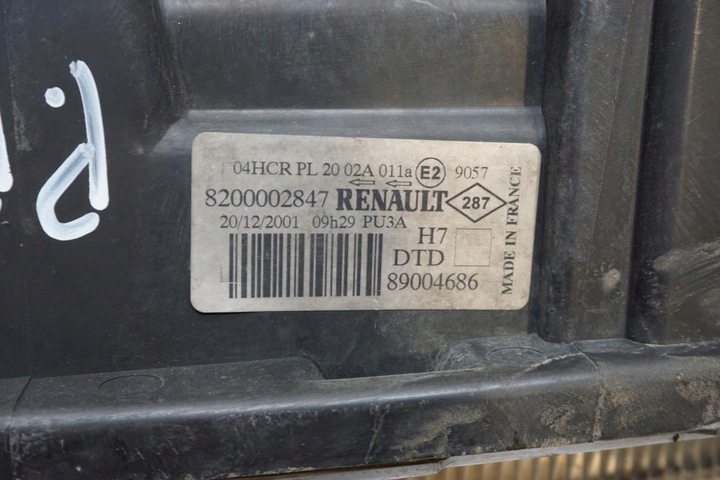 04HCR PL 20 02A 011a E2 9057
8200002847 RENAULT 287
20/12/2001 09h29 PU3A
H7
DTD
89004686
MADE IN FRANCE